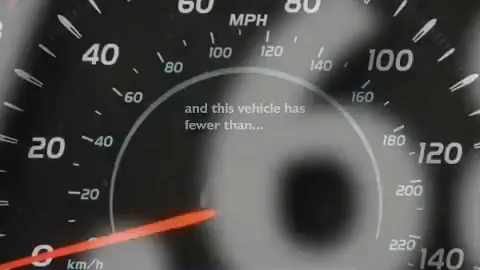 60 80
MPH
100 120
40 80 140 100
60 160
and this vehicle has
fewer than...
20 40 180 120
20 200
0 km/h 220 140